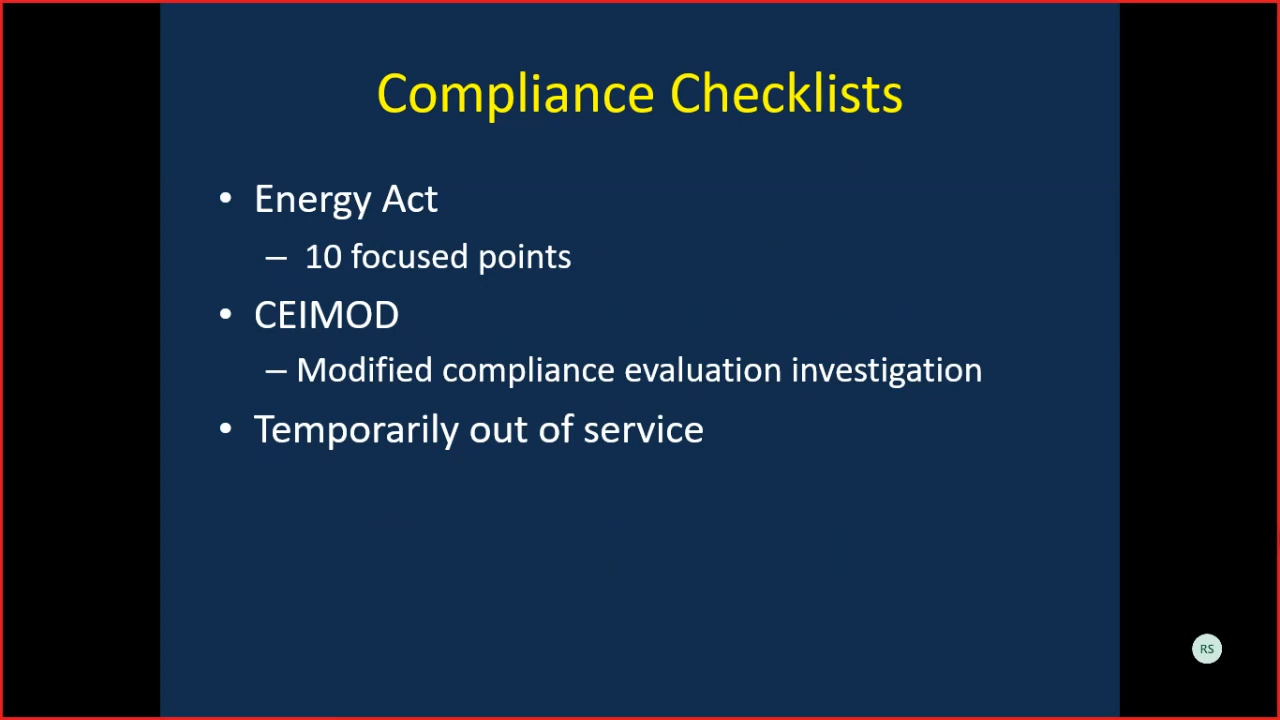 Compliance Checklists
• Energy Act
– 10 focused points
• CEIMOD
– Modified compliance evaluation investigation
• Temporarily out of service
RS